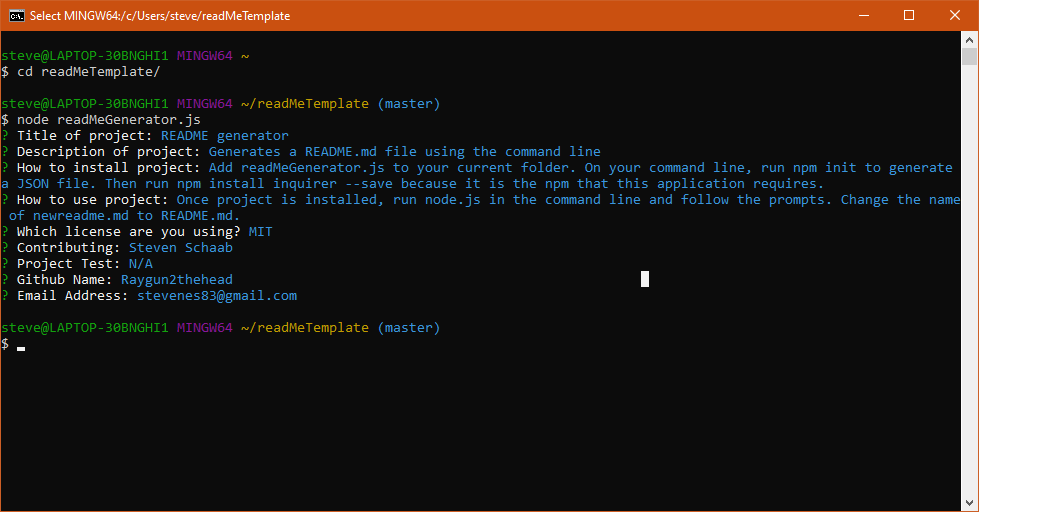 Select MINGW64:/c/Users/steve/readMeTemplate
steve@LAPTOP-30BNGHI1 MINGW64 ~
$ cd readMeTemplate/
steve@LAPTOP-30BNGHI1 MINGW64 ~/readMeTemplate (master)
$ node readMeGenerator.js
? Title of project: README generator
? Description of project: Generates a README.md file using the command line
? How to install project: Add readMeGenerator.js to your current folder. On your command line, run npm init to generate
a JSON file. Then run npm install inquirer --save because it is the npm that this application requires.
? How to use project: Once project is installed, run node.js in the command line and follow the prompts. Change the name
of newreadme.md to README.md.
? Which license are you using? MIT
? Contributing: Steven Schaab
? Project Test: N/A
? Github Name: Raygun2thehead
? Email Address: stevenes83@gmail.com
steve@LAPTOP-30BNGHI1 MINGW64 ~/readMeTemplate (master)
$